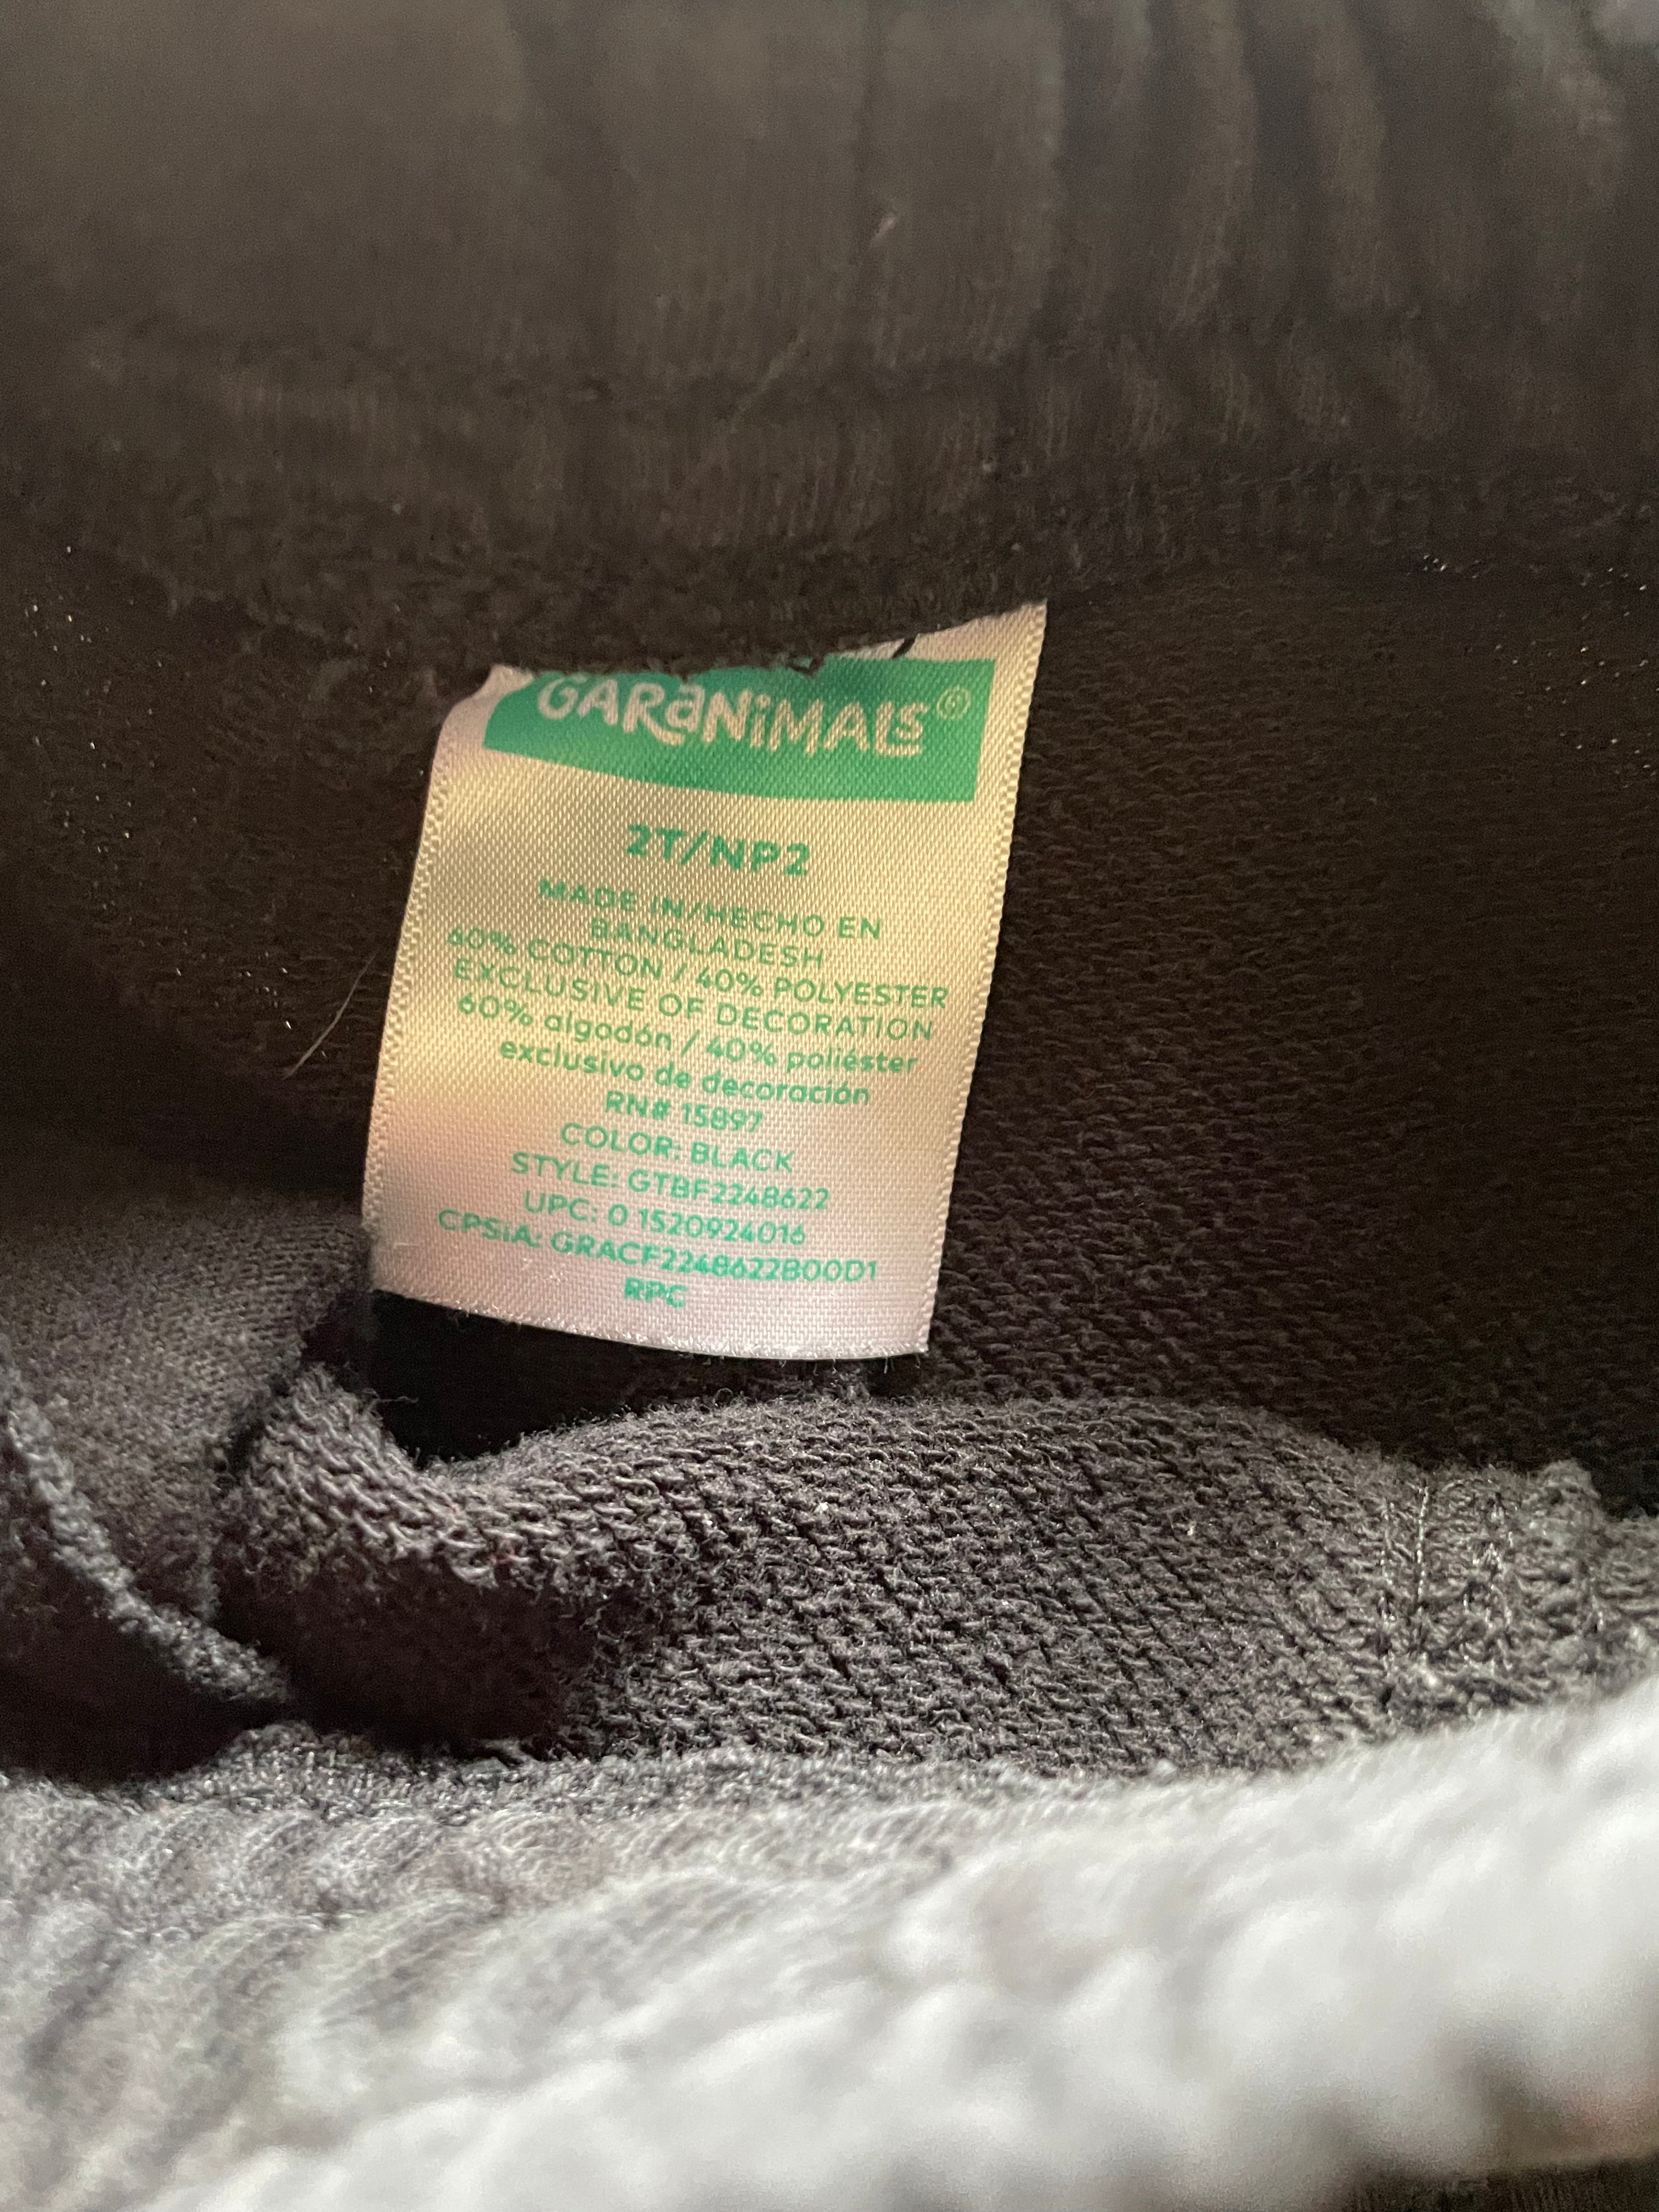 GARaNiMALS®
2T/NP2
MADE IN/HECHO EN
BANGLADESH
60% COTTON / 40% POLYESTER
EXCLUSIVE OF DECORATION
60% algodón / 40% poliéster
exclusivo de decoración
RN# 15897
COLOR: BLACK
STYLE: GTBF2248622
UPC: 0 1520924016
CPSiA: GRACF2248622B00D1
RPC